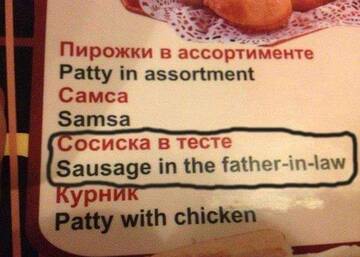 Пирожки в ассортименте
Patty in assortment
Самса
Samsa
Сосиска в тесте
Sausage in the father-in-law
Курник
Patty with chicken